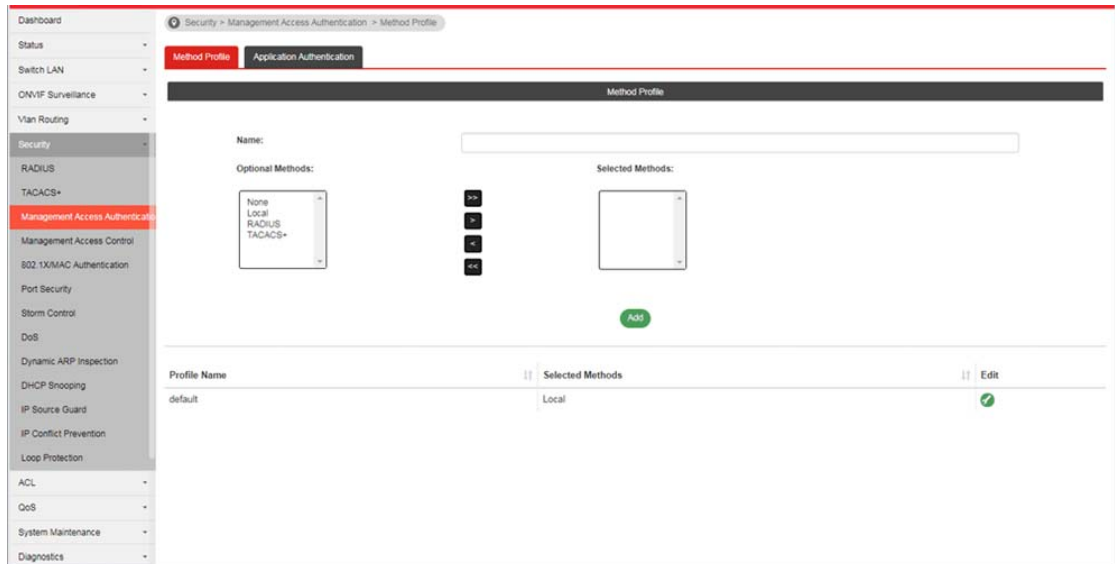 Dashboard
Status
Switch LAN
ONVIF Surveillance
Vlan Routing
Security
RADIUS
TACACS+
Management Access Authenticatio
Management Access Control
802.1X/MAC Authentication
Port Security
Storm Control
DoS
Dynamic ARP Inspection
DHCP Snooping
IP Source Guard
IP Conflict Prevention
Loop Protection
ACL
QoS
System Maintenance
Diagnostics
Security > Management Access Authentication > Method Profile
Method Profile Application Authentication
Method Profile
Name:
Optional Methods: Selected Methods:
None
Local
RADIUS
TACACS+
>>
>
<
<<
Add
Profile Name Selected Methods Edit
default Local